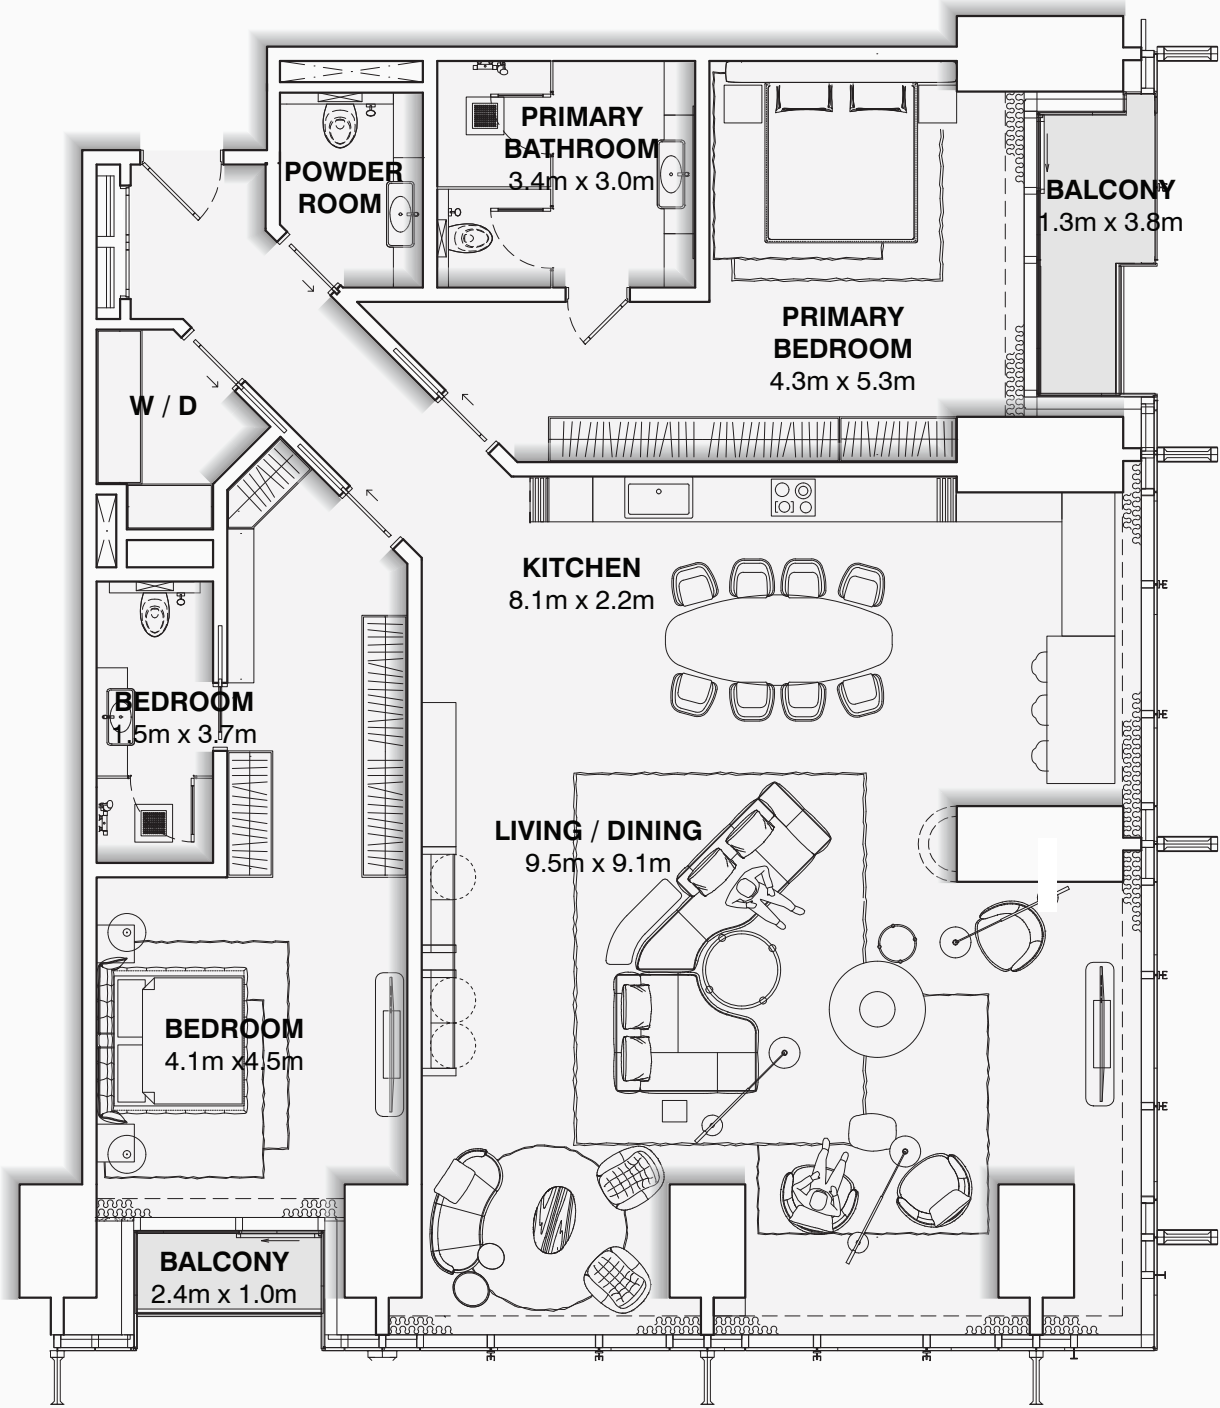 PRIMARY
BATHROOM
3.4m x 3.0m
POWDER
ROOM
BALCONY
1.3m x 3.8m
PRIMARY
BEDROOM
4.3m x 5.3m
W / D
KITCHEN
8.1m x 2.2m
BEDROOM
1.5m x 3.7m
LIVING / DINING
9.5m x 9.1m
BEDROOM
4.1m x4.5m
BALCONY
2.4m x 1.0m